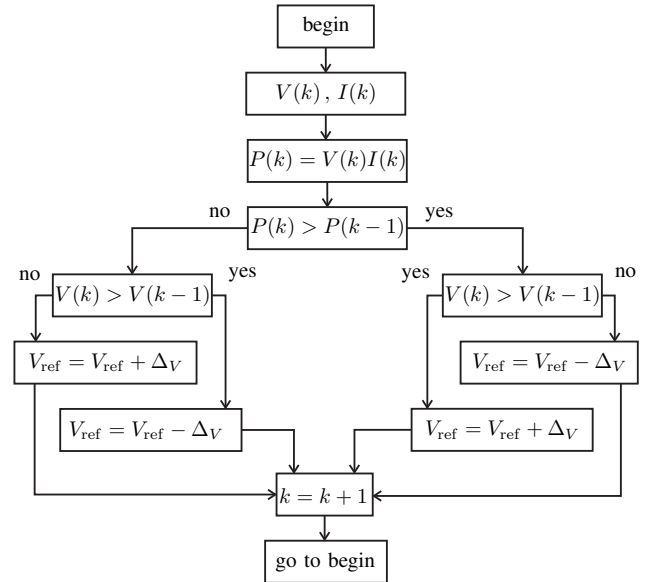 begin
V(k) , I(k)
P(k) = V(k)I(k)
no
P(k) > P(k−1)
yes
no
V(k) > V(k−1)
yes
yes
V(k) > V(k−1)
no
V_ref = V_ref + Δ_V
V_ref = V_ref − Δ_V
V_ref = V_ref − Δ_V
V_ref = V_ref + Δ_V
k = k + 1
go to begin